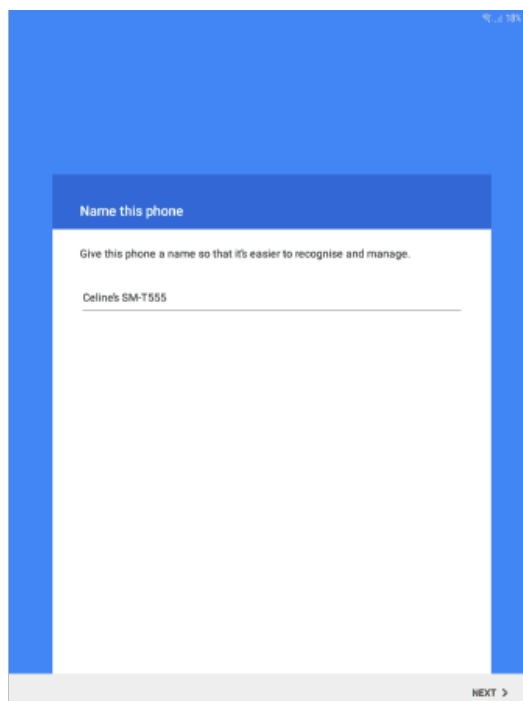 18%
Name this phone
Give this phone a name so that it's easier to recognise and manage.
Celine's SM-T555
NEXT >